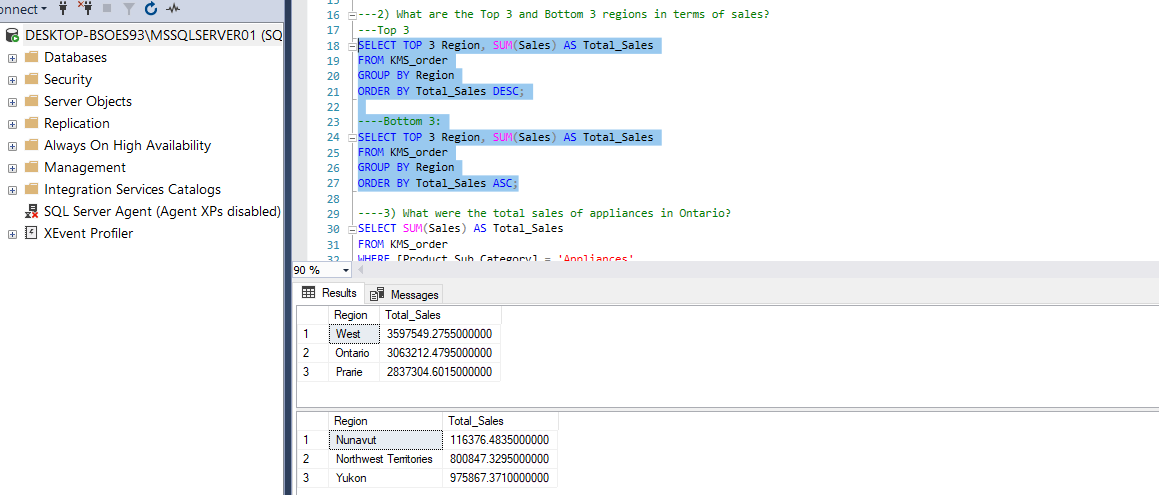 onnect
DESKTOP-BSOES93\MSSQLSERVER01 (SQ
Databases
Security
Server Objects
Replication
Always On High Availability
Management
Integration Services Catalogs
SQL Server Agent (Agent XPs disabled)
XEvent Profiler
16 ---2) What are the Top 3 and Bottom 3 regions in terms of sales?
17 ---Top 3
18 SELECT TOP 3 Region, SUM(Sales) AS Total_Sales
19 FROM KMS_order
20 GROUP BY Region
21 ORDER BY Total_Sales DESC;
22
23 ----Bottom 3:
24 SELECT TOP 3 Region, SUM(Sales) AS Total_Sales
25 FROM KMS_order
26 GROUP BY Region
27 ORDER BY Total_Sales ASC;
28
29 ----3) What were the total sales of appliances in Ontario?
30 SELECT SUM(Sales) AS Total_Sales
31 FROM KMS_order
32 WHERE [Product_Sub_Category] = 'Appliances'
90 %
Results Messages
Region Total_Sales
1 West 3597549.2755000000
2 Ontario 3063212.4795000000
3 Prarie 2837304.6015000000
Region Total_Sales
1 Nunavut 116376.4835000000
2 Northwest Territories 800847.3295000000
3 Yukon 975867.3710000000